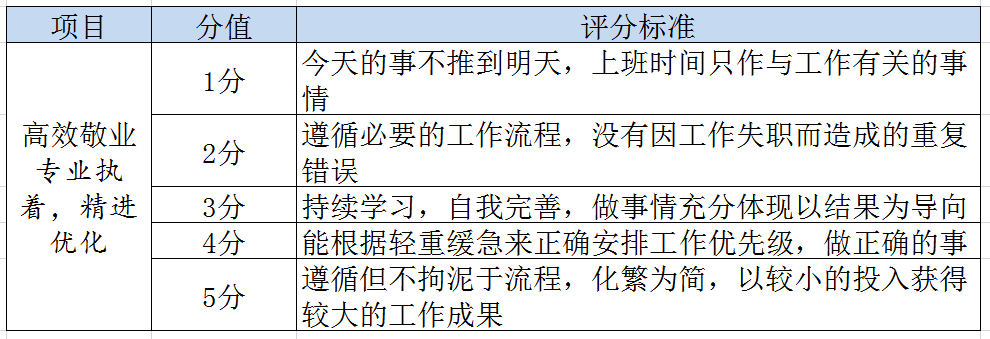 项目 分值 评分标准
高效敬业
专业执
着，精进
优化
1分
今天的事不推到明天，上班时间只作与工作有关的事
情
2分
遵循必要的工作流程，没有因工作失职而造成的重复
错误
3分
持续学习，自我完善，做事情充分体现以结果为导向
4分
能根据轻重缓急来正确安排工作优先级，做正确的事
5分
遵循但不拘泥于流程，化繁为简，以较小的投入获得
较大的工作成果